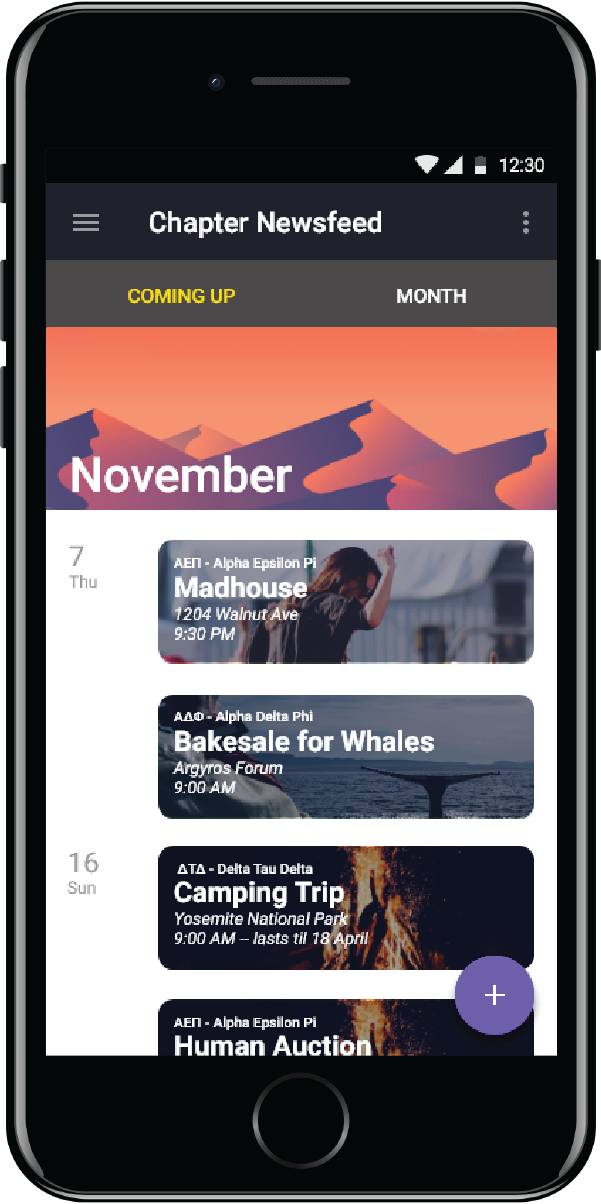 12:30
Chapter Newsfeed
COMING UP
MONTH
November
7
Thu
ΑΕΠ - Alpha Epsilon Pi
Madhouse
1204 Walnut Ave
9:30 PM
ΑΔΦ - Alpha Delta Phi
Bakesale for Whales
Argyros Forum
9:00 AM
16
Sun
ΔΤΔ - Delta Tau Delta
Camping Trip
Yosemite National Park
9:00 AM -- lasts til 18 April
ΑΕΠ - Alpha Epsilon Pi
Human Auction